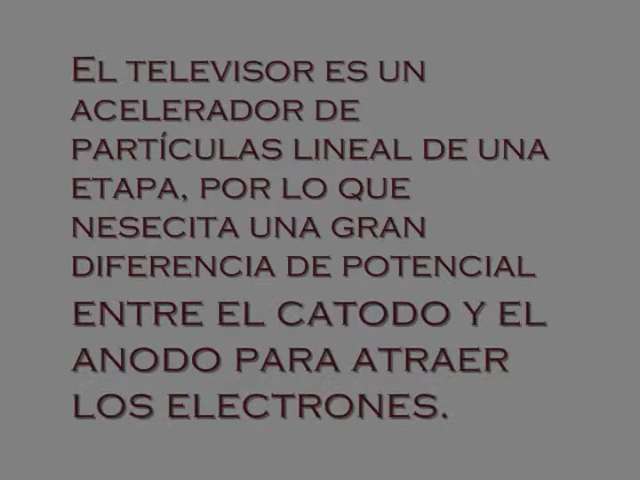 El televisor es un
acelerador de
partículas lineal de una
etapa, por lo que
nesecita una gran
diferencia de potencial
entre el catodo y el
anodo para atraer
los electrones.